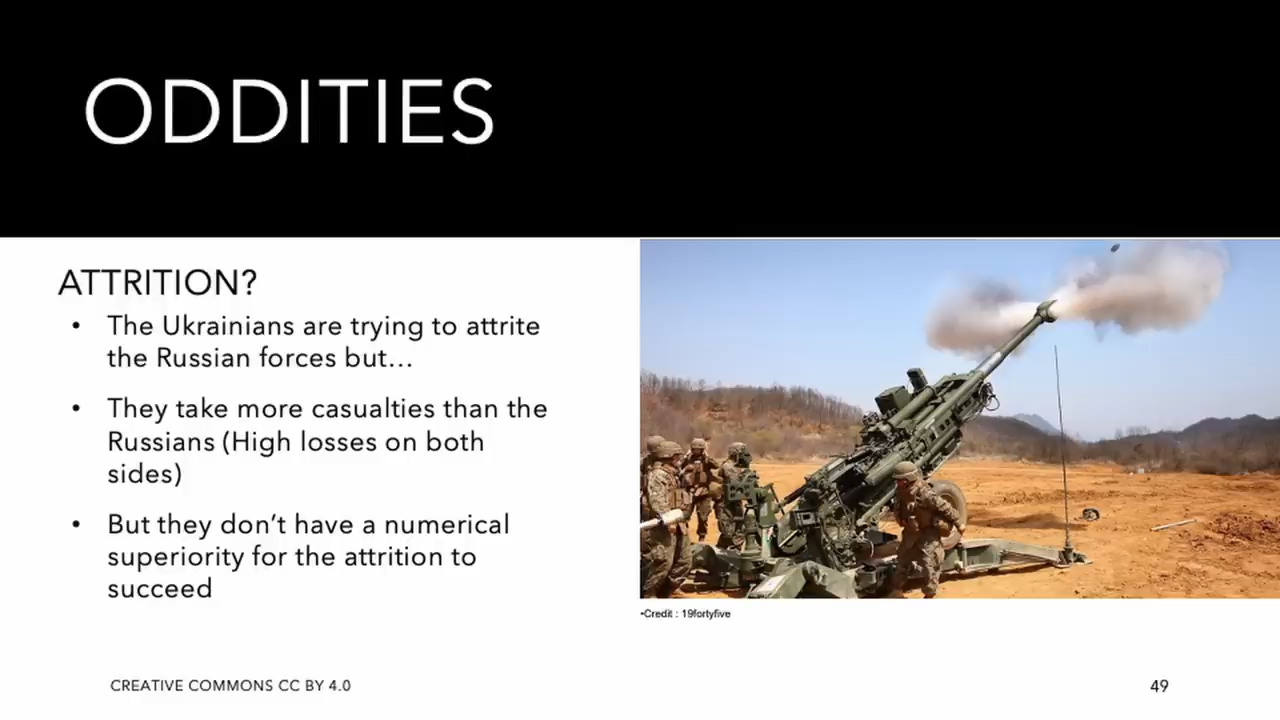 ODDITIES
ATTRITION?
• The Ukrainians are trying to attrite
the Russian forces but…
• They take more casualties than the
Russians (High losses on both
sides)
• But they don’t have a numerical
superiority for the attrition to
succeed
•Credit : 19fortyfive
CREATIVE COMMONS CC BY 4.0
49